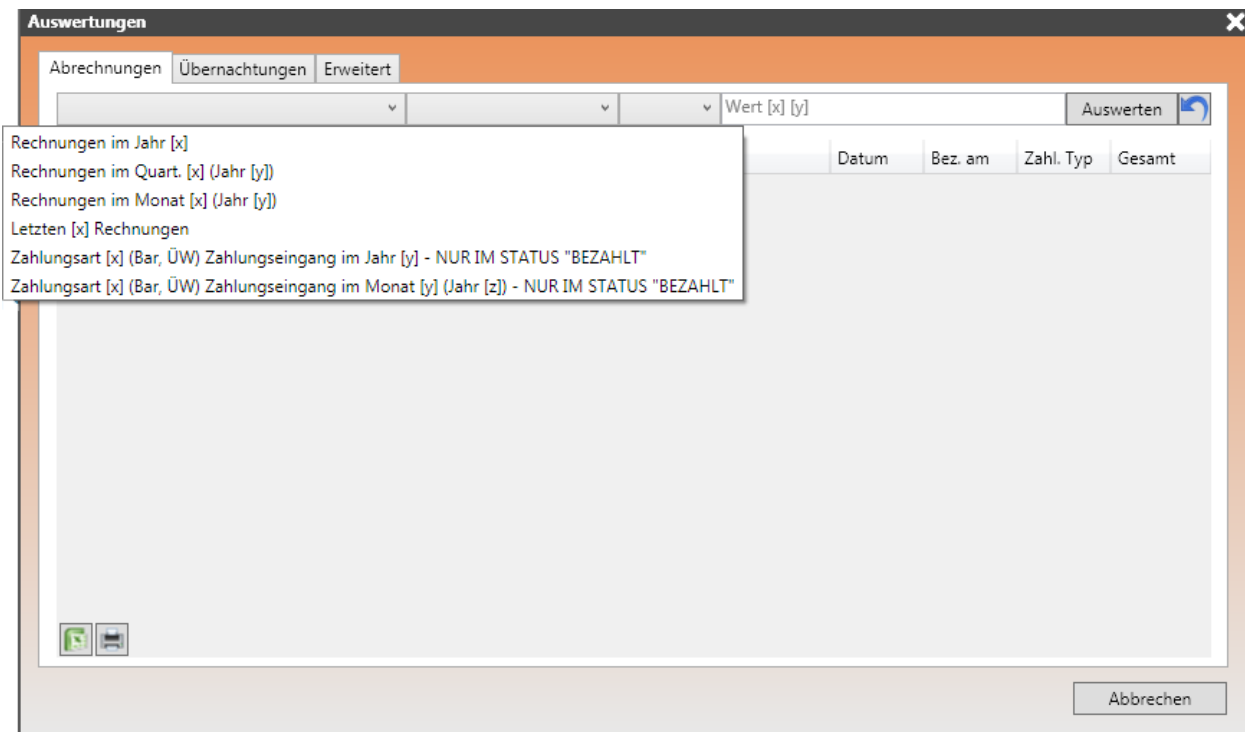 Auswertungen
Abrechnungen Übernachtungen Erweitert
Wert [x] [y] Auswerten
Rechnungen im Jahr [x]
Datum Bez. am Zahl. Typ Gesamt
Rechnungen im Quart. [x] (Jahr [y])
Rechnungen im Monat [x] (Jahr [y])
Letzten [x] Rechnungen
Zahlungsart [x] (Bar, ÜW) Zahlungseingang im Jahr [y] - NUR IM STATUS "BEZAHLT"
Zahlungsart [x] (Bar, ÜW) Zahlungseingang im Monat [y] (Jahr [z]) - NUR IM STATUS "BEZAHLT"
Abbrechen